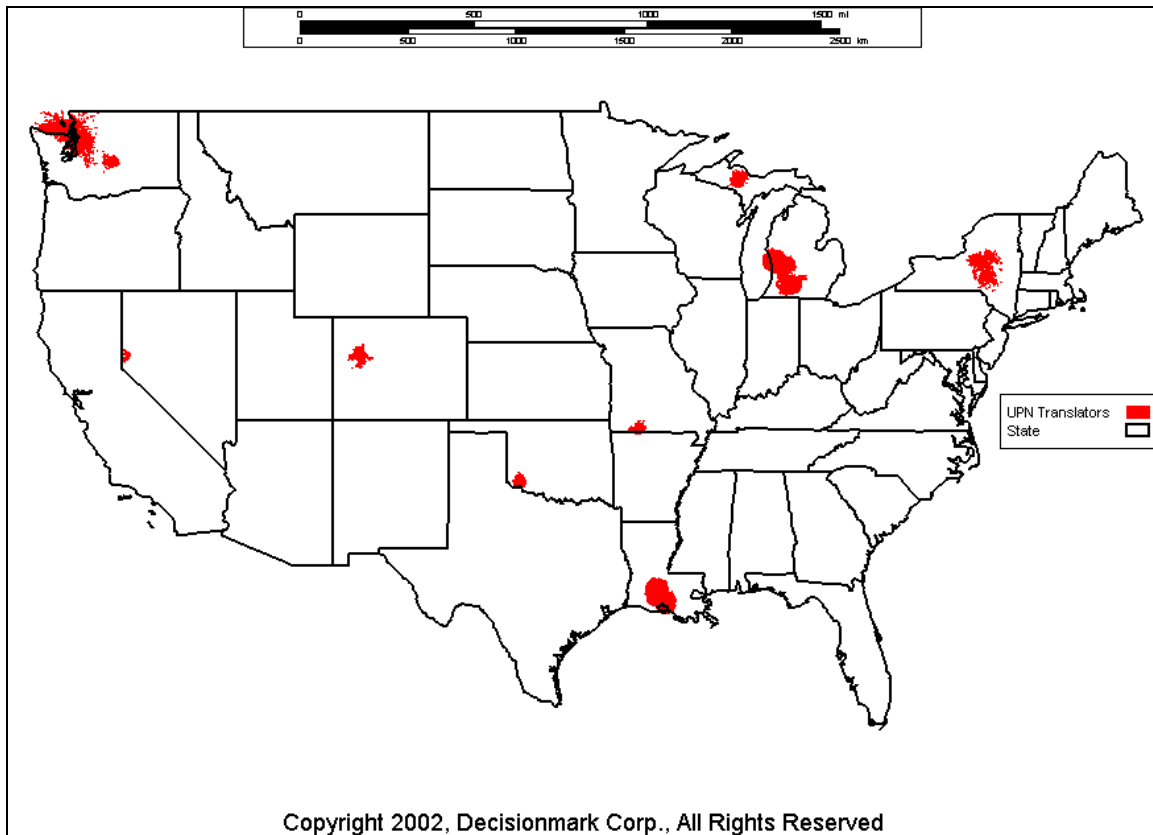 0 500 1000 1500 mi
0 500 1000 1500 2000 2500 km
UPN Translators
State
Copyright 2002, Decisionmark Corp., All Rights Reserved